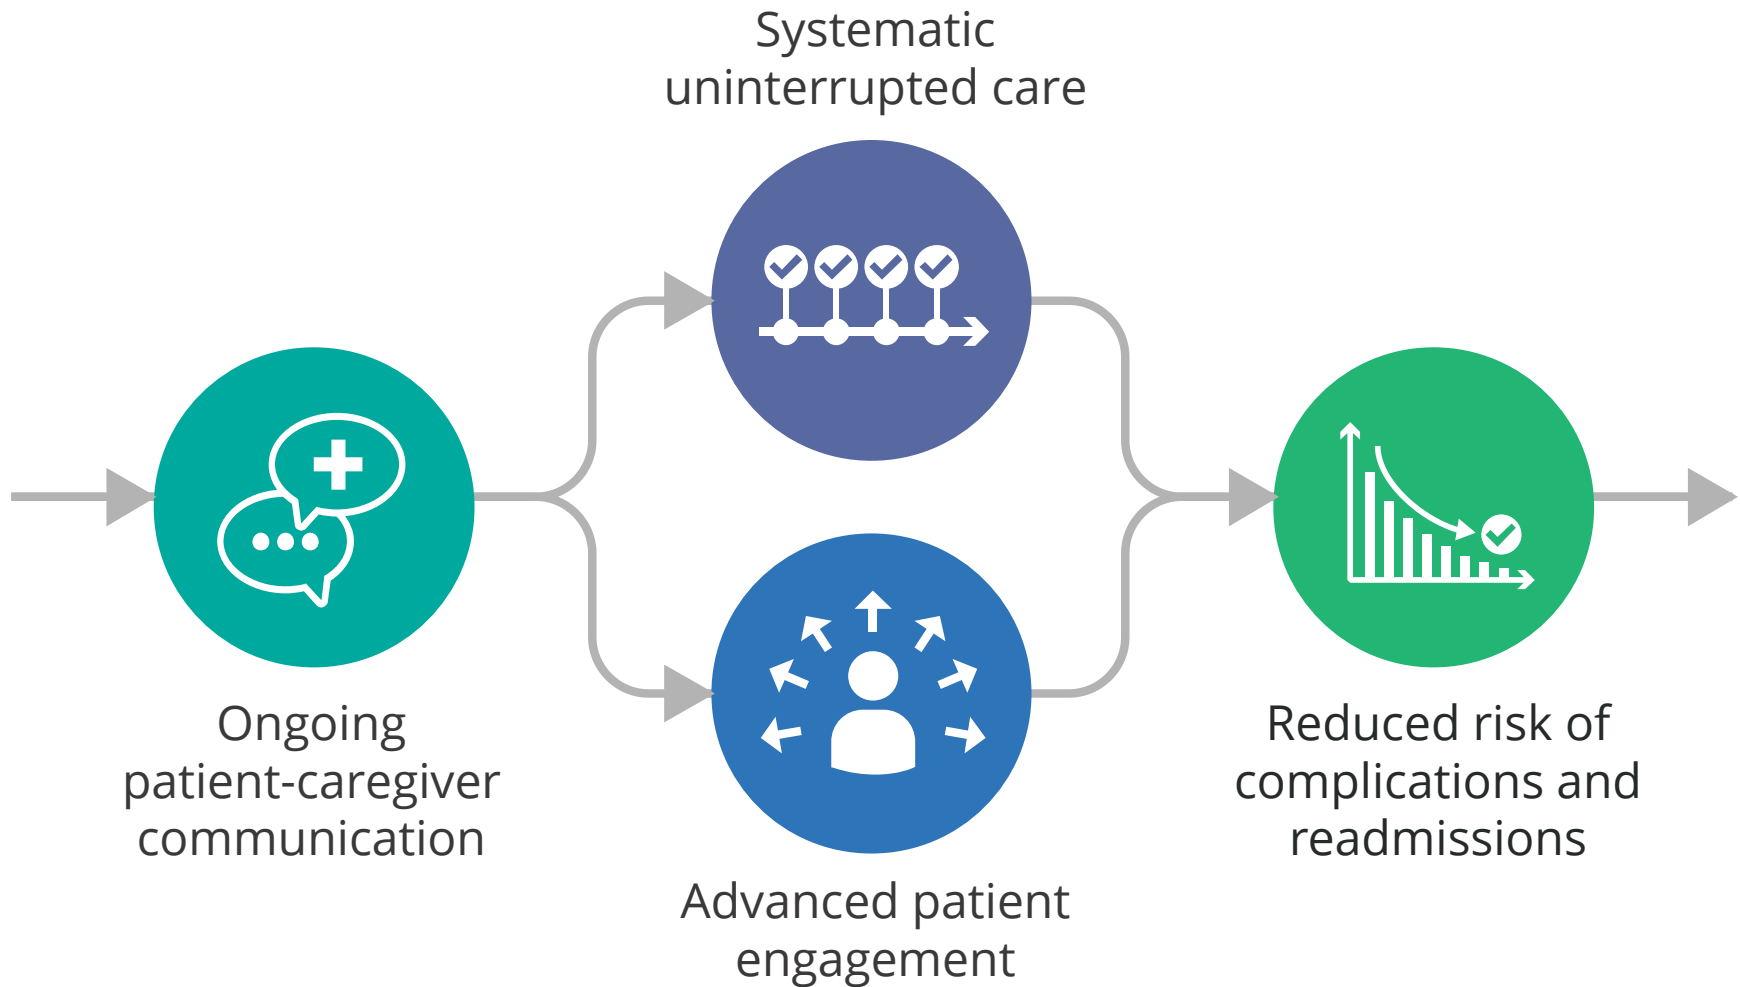 Systematic
uninterrupted care
Ongoing
patient-caregiver
communication
Advanced patient
engagement
Reduced risk of
complications and
readmissions